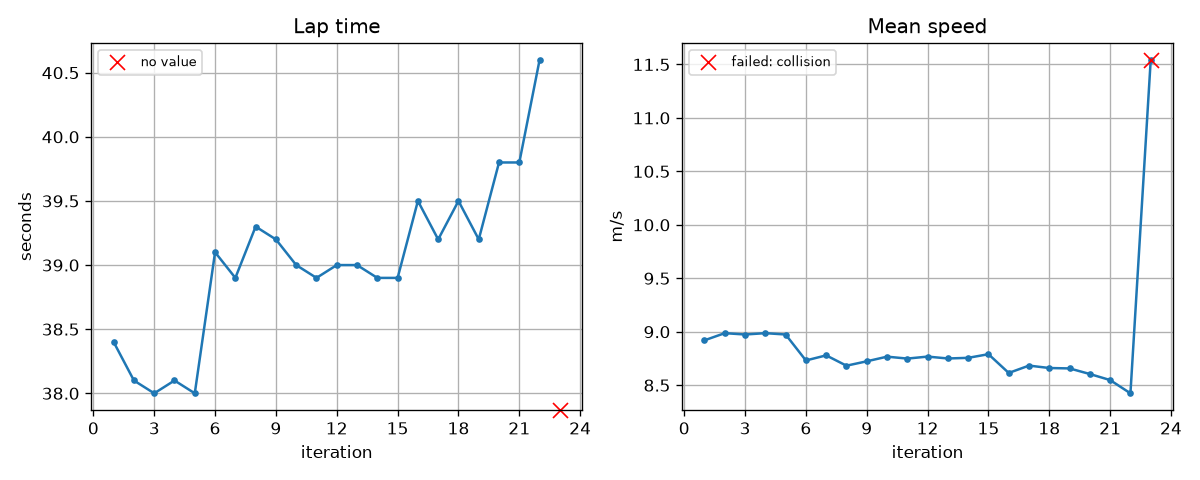 Lap time
no value
40.5
40.0
39.5
39.0
38.5
38.0
seconds
0 3 6 9 12 15 18 21 24
iteration
Mean speed
failed: collision
11.5
11.0
10.5
10.0
9.5
9.0
8.5
m/s
0 3 6 9 12 15 18 21 24
iteration